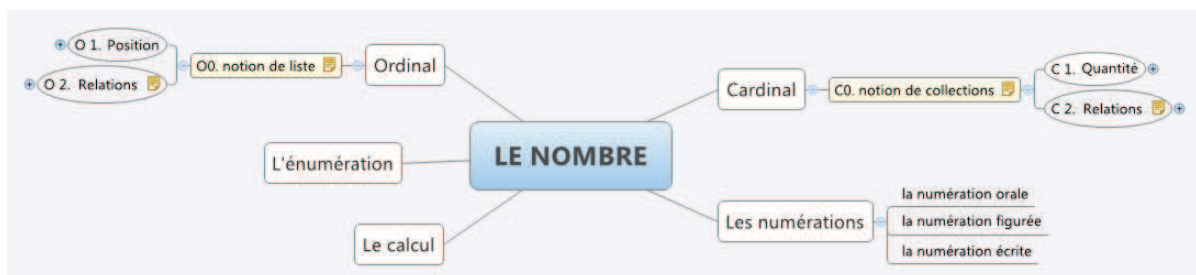 O 1. Position
O 2. Relations
O0. notion de liste
Ordinal
L'énumération
Le calcul
LE NOMBRE
Cardinal
C0. notion de collections
C 1. Quantité
C 2. Relations
Les numérations
la numération orale
la numération figurée
la numération écrite